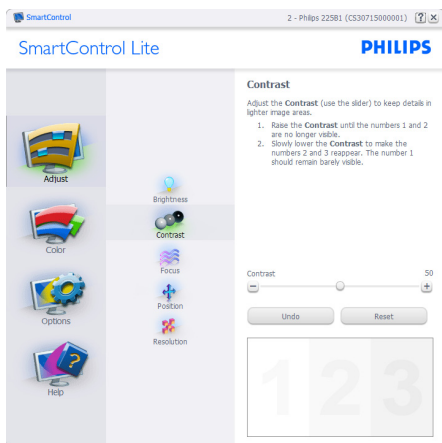 SmartControl
2 - Philips 225B1 (CS30715000001) ? ×
SmartControl Lite
PHILIPS
Adjust
Color
Options
Help
Brightness
Contrast
Focus
Position
Resolution
Contrast
Adjust the Contrast (use the slider) to keep details in
lighter image areas.
1. Raise the Contrast until the numbers 1 and 2
are no longer visible.
2. Slowly lower the Contrast to make the
numbers 2 and 3 reappear. The number 1
should remain barely visible.
Contrast 50
Undo Reset
1 2 3